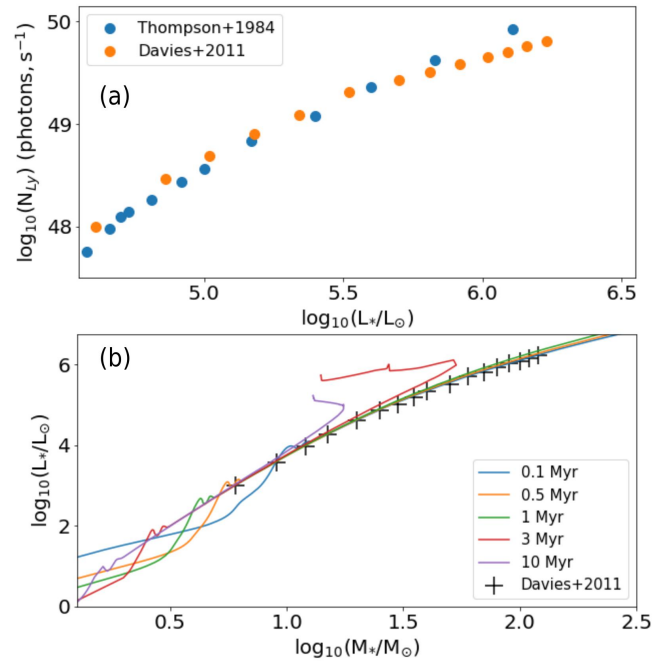 50
Thompson+1984
Davies+2011
(a)
49
48
log₁₀(N_Ly) (photons, s⁻¹)
5.0
5.5
6.0
6.5
log₁₀(L*/L⊙)
(b)
6
4
2
0
log₁₀(L*/L⊙)
0.1 Myr
0.5 Myr
1 Myr
3 Myr
10 Myr
Davies+2011
0.5
1.0
1.5
2.0
2.5
log₁₀(M*/M⊙)